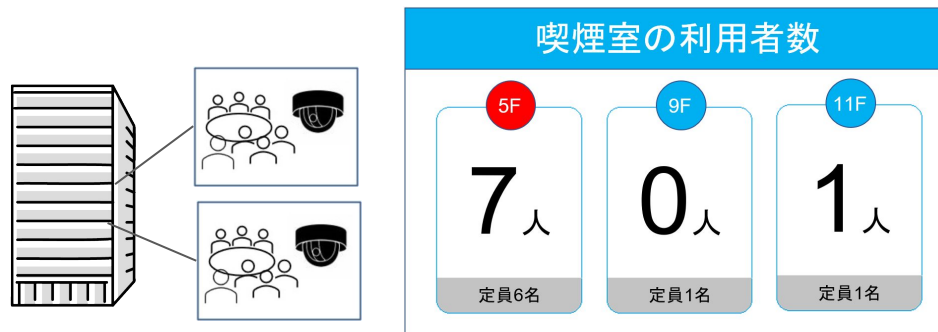 喫煙室の利用者数
5F
7人
定員6名
9F
0人
定員1名
11F
1人
定員1名